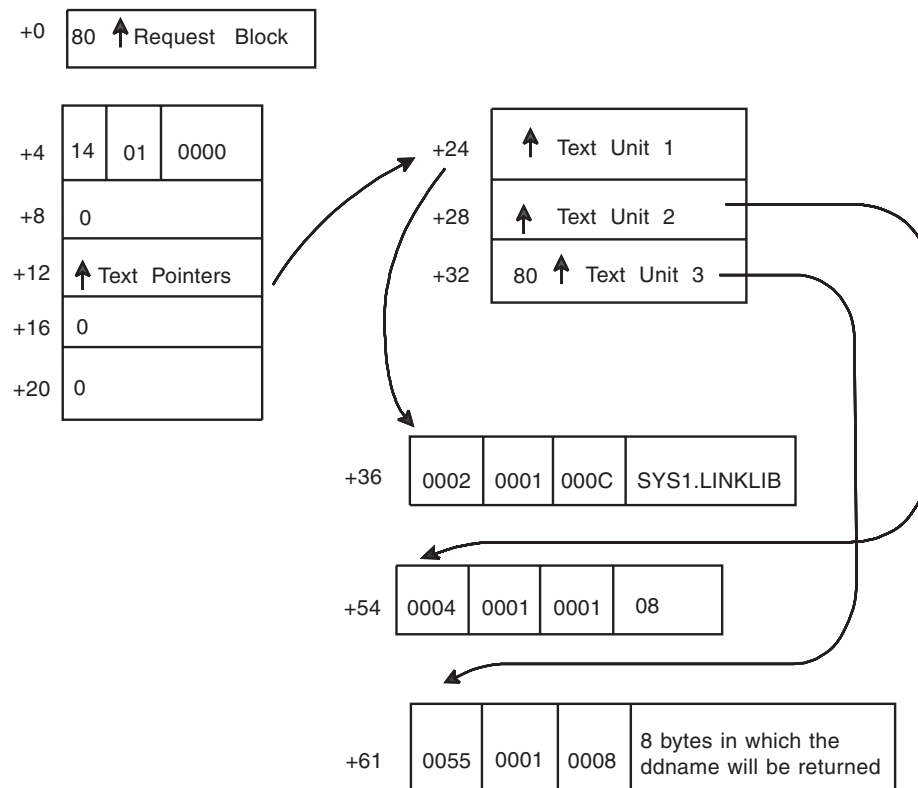 +0 80 Request Block
+4 14 01 0000
+8 0
+12 Text Pointers
+16 0
+20 0
+24 Text Unit 1
+28 Text Unit 2
+32 80 Text Unit 3
+36 0002 0001 000C SYS1.LINKLIB
+54 0004 0001 0001 08
+61 0055 0001 0008 8 bytes in which the
ddname will be returned